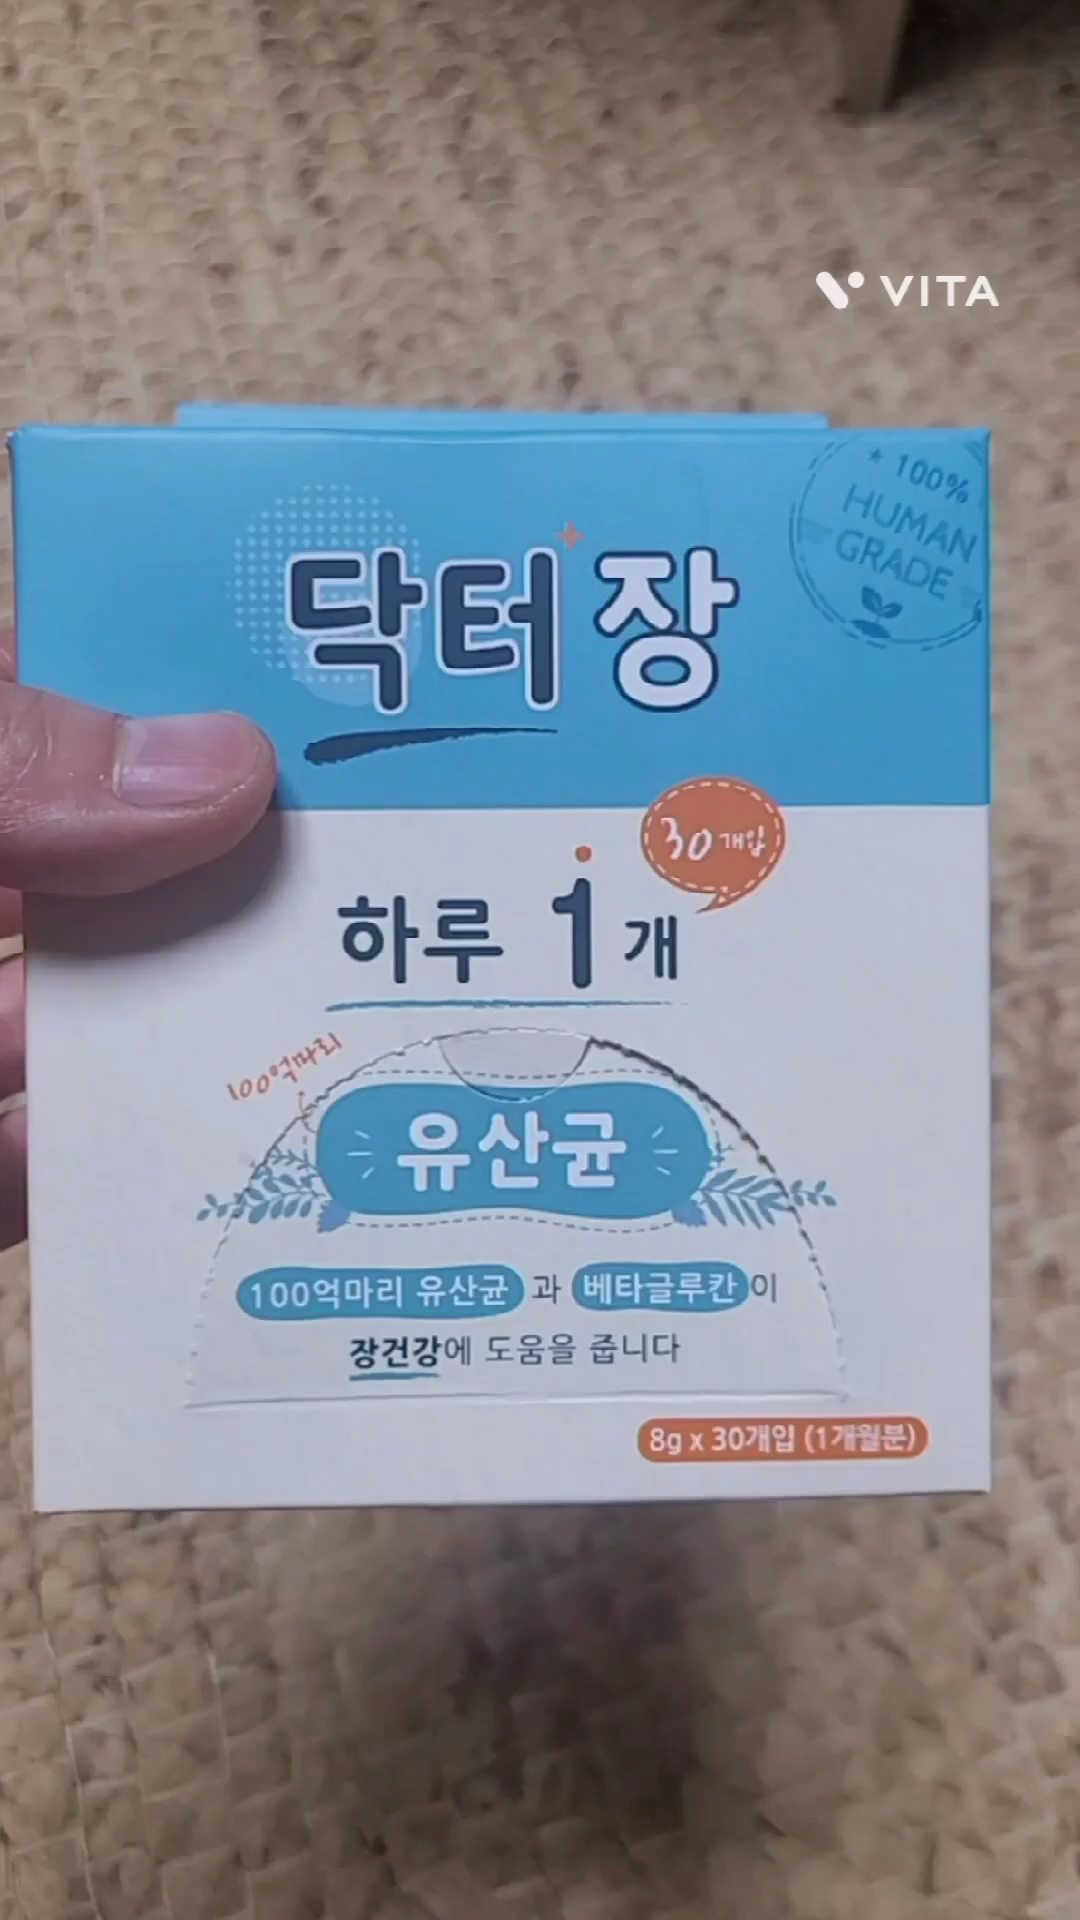 VITA
★ 100%
HUMAN
GRADE
닥터장
30개입
하루 1개
100억마리
유산균
100억마리 유산균과 베타글루칸이
장건강에 도움을 줍니다
8g x 30개입 (1개월분)